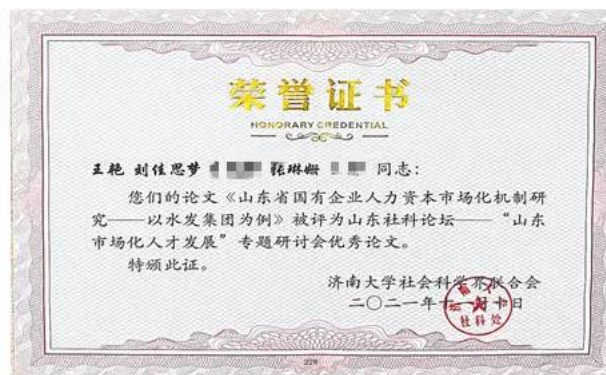 荣誉证书
HONORARY CREDENTIAL
王艳 刘佳思梦 张琳姗 同志：
您们的论文《山东省国有企业人力资本市场化机制研
究——以水发集团为例》被评为山东社科论坛——“山东
市场化人才发展”专题研讨会优秀论文。
特颁此证。
济南大学社会科学界联合会
二〇二一年十一月十日
社科处